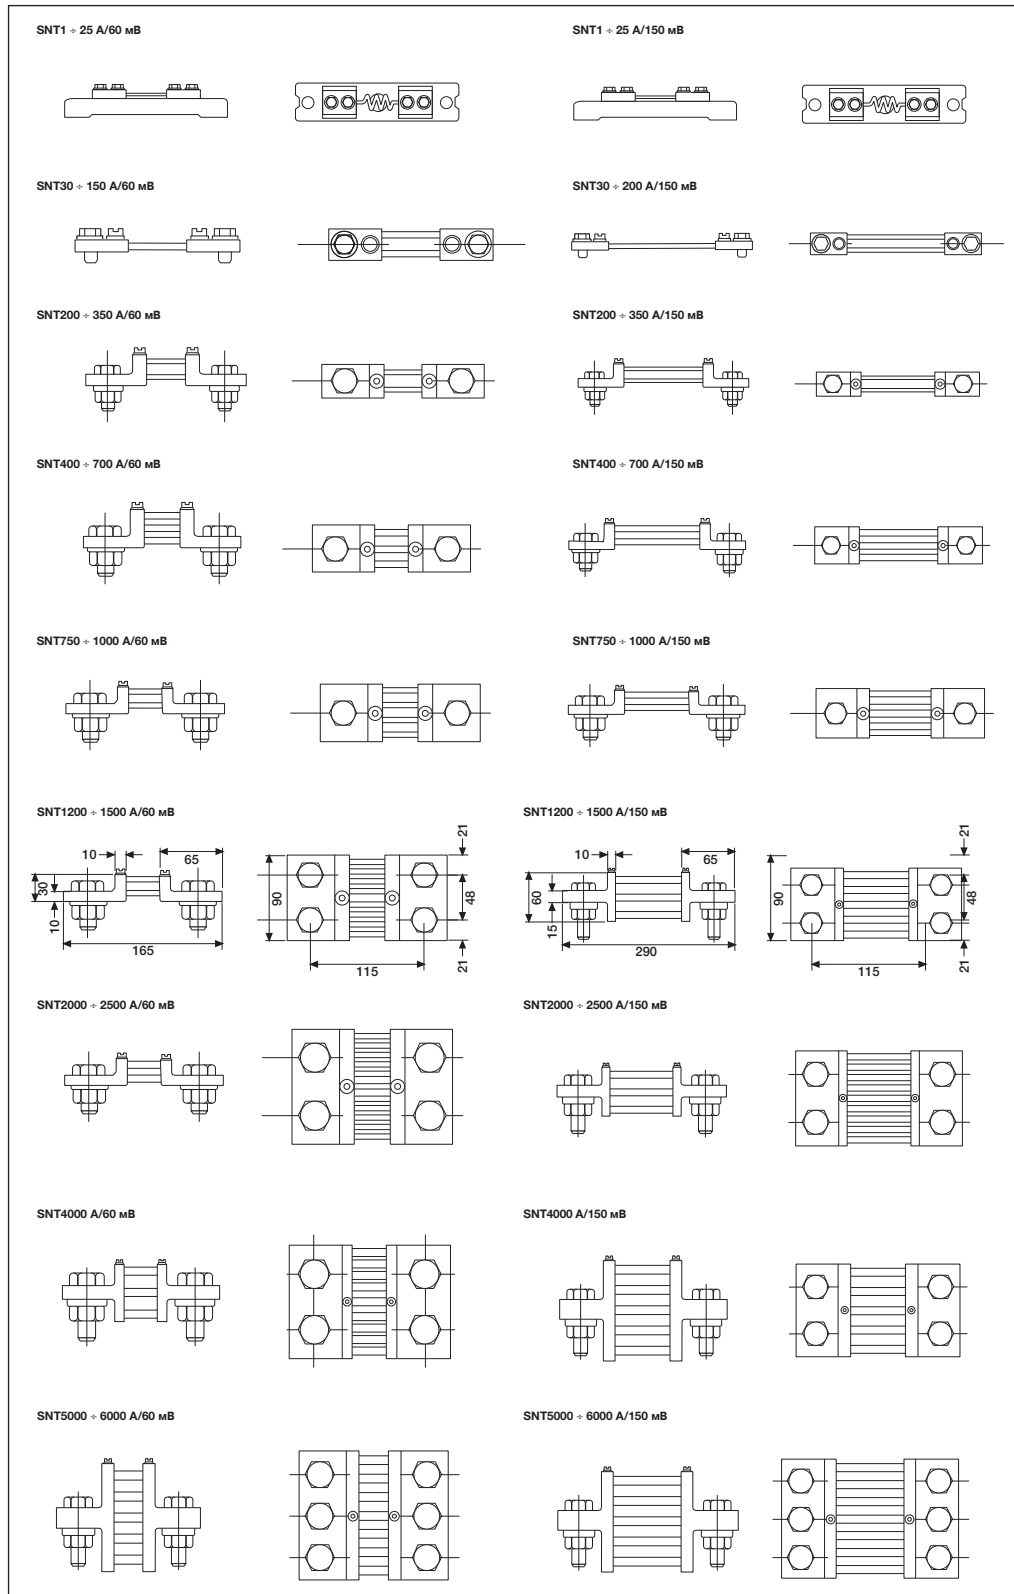 SNT1 ÷ 25 A/60 мВ
SNT1 ÷ 25 A/150 мВ
SNT30 ÷ 150 A/60 мВ
SNT30 ÷ 200 A/150 мВ
SNT200 ÷ 350 A/60 мВ
SNT200 ÷ 350 A/150 мВ
SNT400 ÷ 700 A/60 мВ
SNT400 ÷ 700 A/150 мВ
SNT750 ÷ 1000 A/60 мВ
SNT750 ÷ 1000 A/150 мВ
SNT1200 ÷ 1500 A/60 мВ
10
65
30
10
165
90
21
48
21
115
SNT1200 ÷ 1500 A/150 мВ
10
65
60
15
290
90
21
48
21
115
SNT2000 ÷ 2500 A/60 мВ
SNT2000 ÷ 2500 A/150 мВ
SNT4000 A/60 мВ
SNT4000 A/150 мВ
SNT5000 ÷ 6000 A/60 мВ
SNT5000 ÷ 6000 A/150 мВ